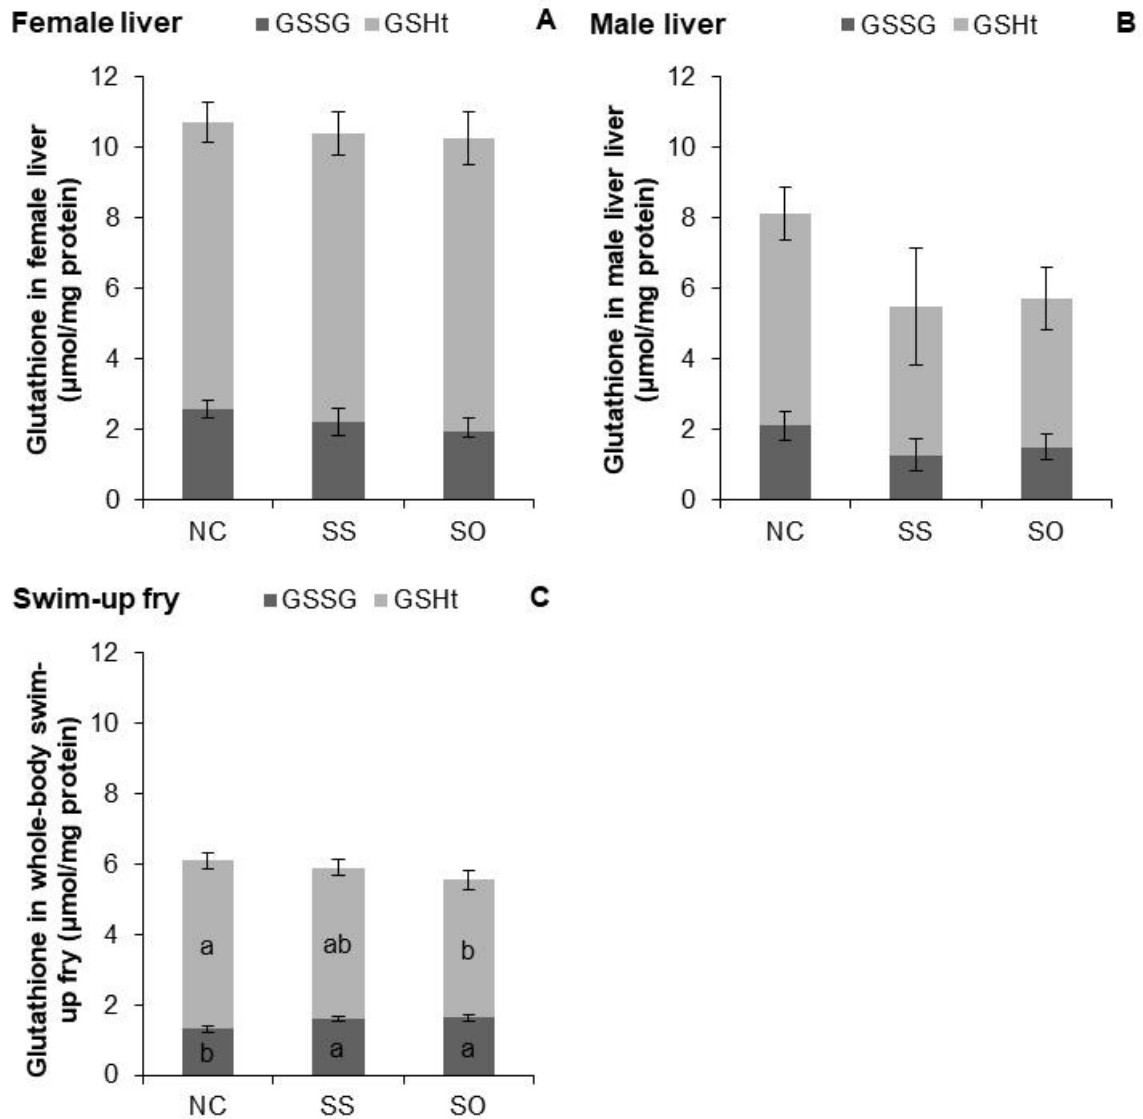 Female liver
GSSG GSHt
A
Glutathione in female liver
(µmol/mg protein)
12
10
8
6
4
2
0
NC SS SO
Male liver
GSSG GSHt
B
Glutathione in male liver liver
(µmol/mg protein)
12
10
8
6
4
2
0
NC SS SO
Swim-up fry
GSSG GSHt
C
Glutathione in whole-body swim-
up fry (µmol/mg protein)
12
10
8
6
4
2
0
a ab b
b a a
NC SS SO